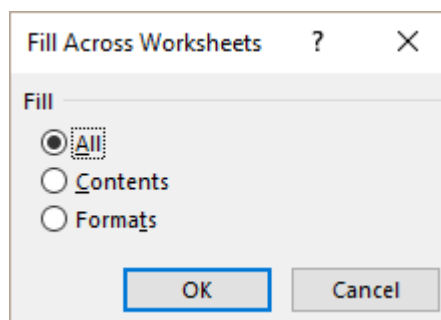 Fill Across Worksheets ?
Fill
All
Contents
Formats
OK Cancel